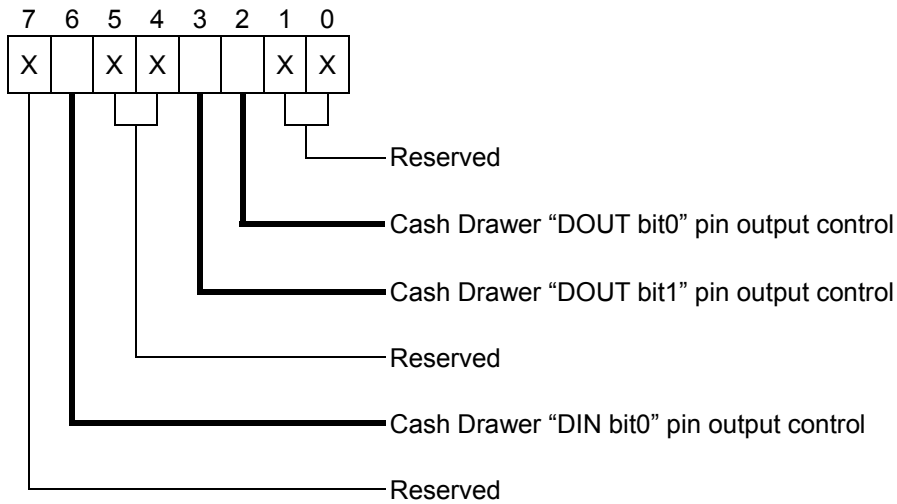 7 6 5 4 3 2 1 0
X X X X X
Reserved
Cash Drawer “DOUT bit0” pin output control
Cash Drawer “DOUT bit1” pin output control
Reserved
Cash Drawer “DIN bit0” pin output control
Reserved